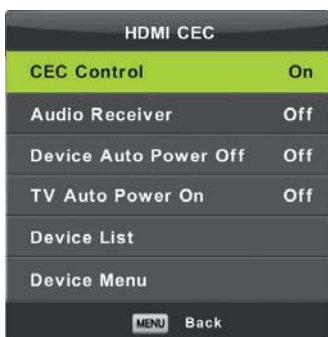 HDMI CEC
CEC Control On
Audio Receiver Off
Device Auto Power Off Off
TV Auto Power On Off
Device List
Device Menu
MENU Back